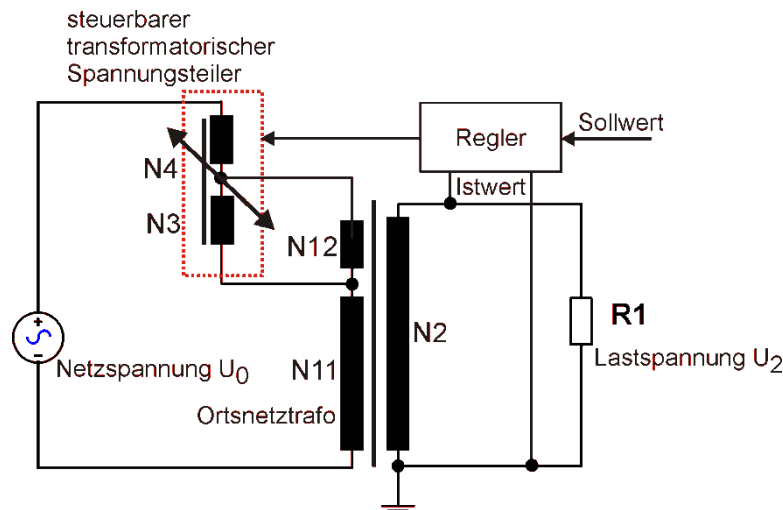 steuerbarer
transformatorischer
Spannungsteiler
Regler
Sollwert
Istwert
N4
N3
N12
N11
N2
R1
+
-
Netzspannung U0
Ortsnetztrafo
Lastspannung U2